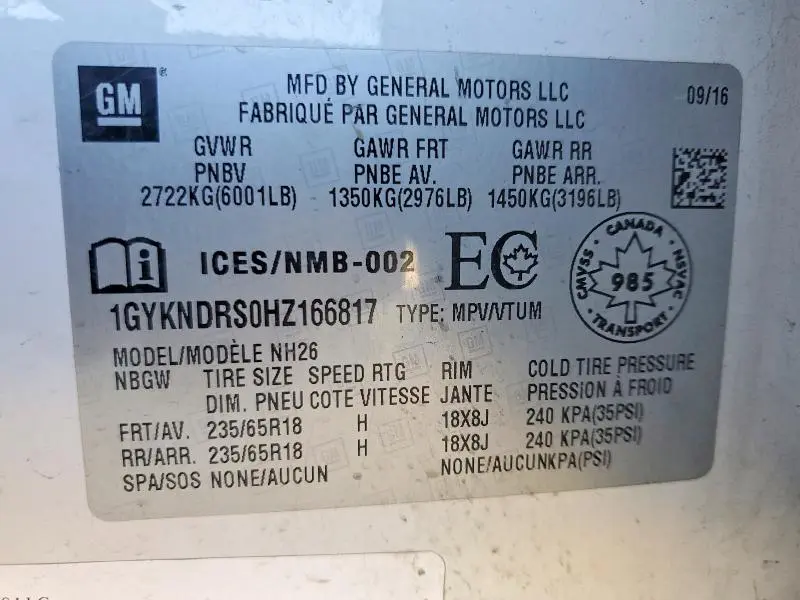 GM
MFD BY GENERAL MOTORS LLC
FABRIQUÉ PAR GENERAL MOTORS LLC
09/16
GVWR GAWR FRT GAWR RR
PNBV PNBE AV. PNBE ARR.
2722KG(6001LB) 1350KG(2976LB) 1450KG(3196LB)
i ICES/NMB-002 EC
CANADA
CMVSS · 985 · NSVAC
TRANSPORT
1GYKNDRS0HZ166817 TYPE: MPV/VTUM
MODEL/MODÈLE NH26
NBGW TIRE SIZE SPEED RTG RIM COLD TIRE PRESSURE
DIM. PNEU COTE VITESSE JANTE PRESSION À FROID
FRT/AV. 235/65R18 H 18X8J 240 KPA(35PSI)
RR/ARR. 235/65R18 H 18X8J 240 KPA(35PSI)
SPA/SOS NONE/AUCUN NONE/AUCUNKPA(PSI)